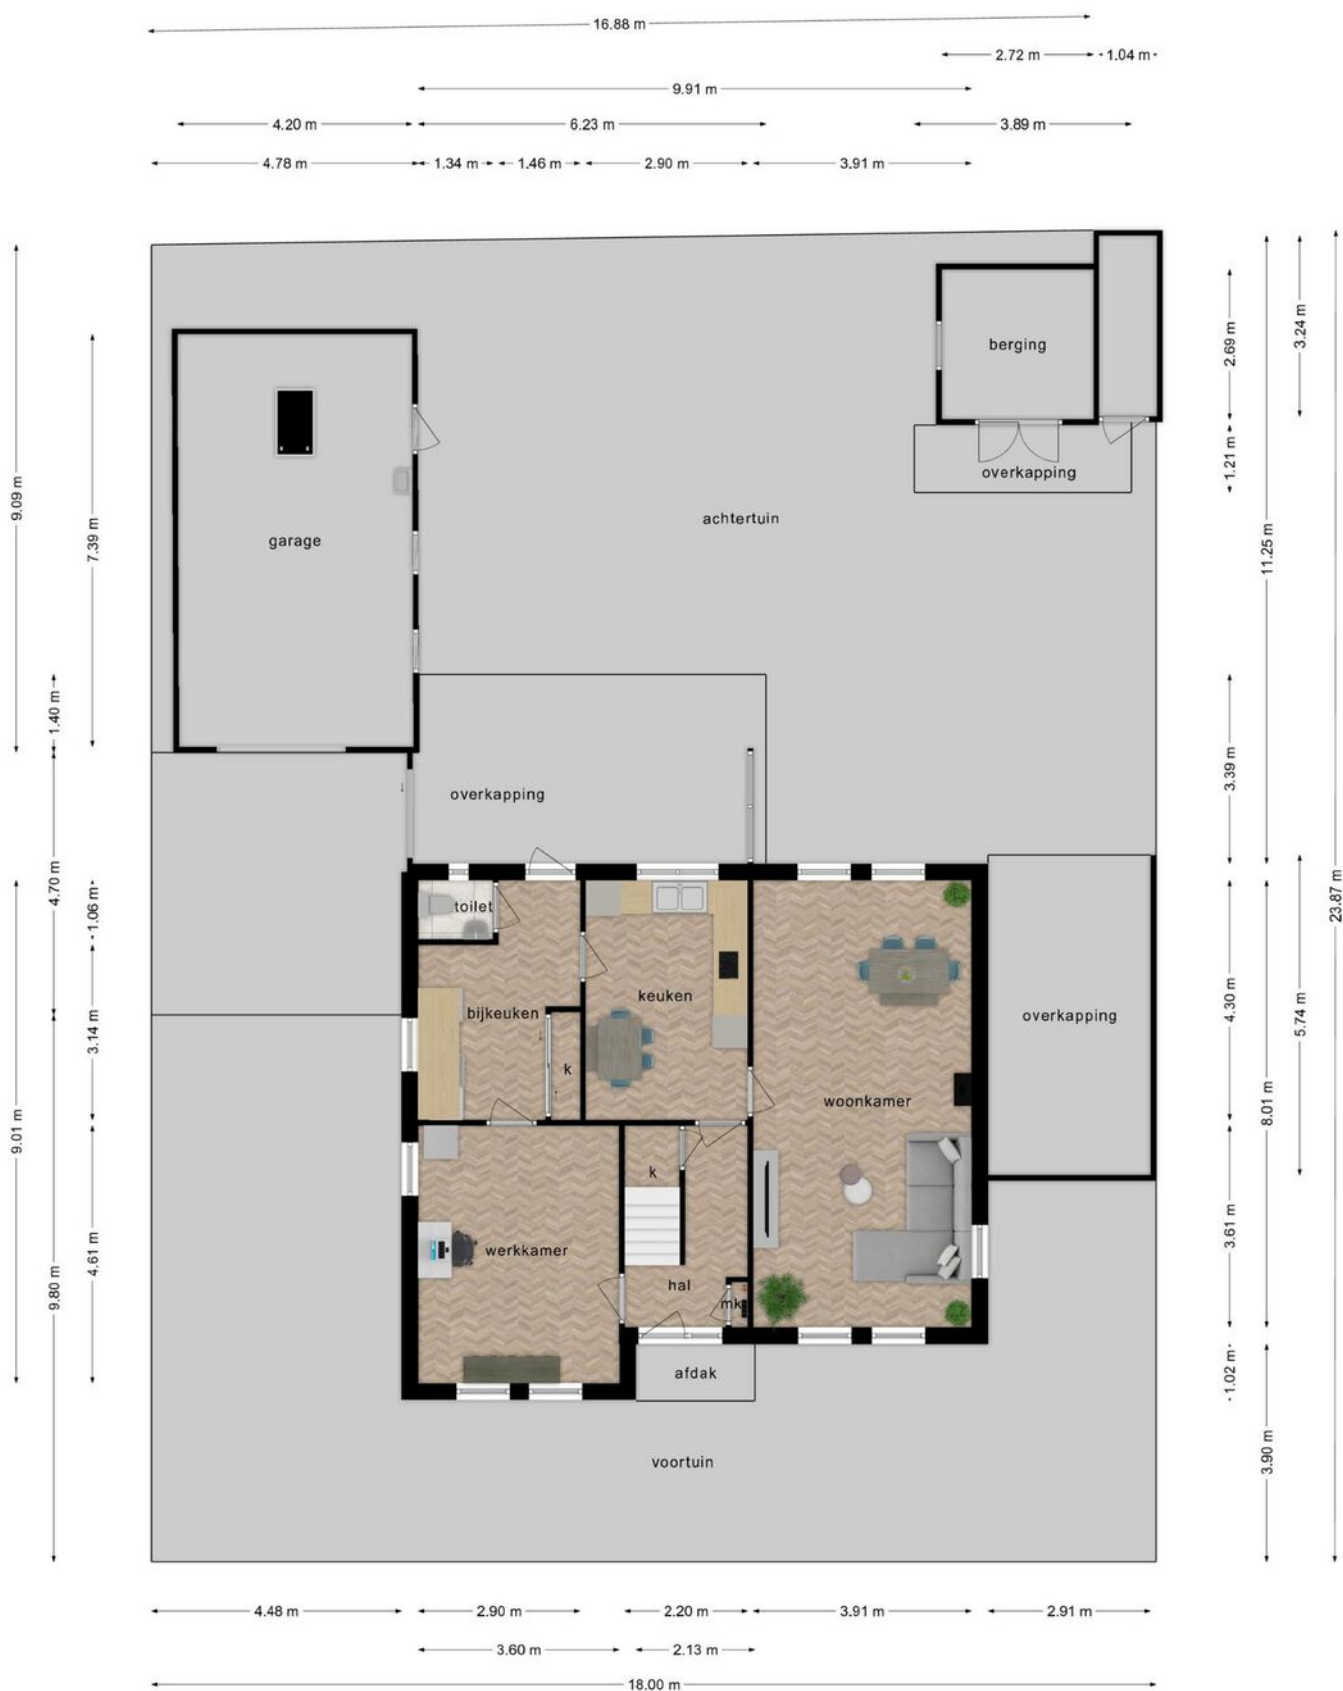 16.88 m
2.72 m
1.04 m
9.91 m
4.20 m
6.23 m
3.89 m
4.78 m
1.34 m
1.46 m
2.90 m
3.91 m
9.09 m
7.39 m
1.40 m
4.70 m
1.06 m
3.14 m
9.01 m
4.61 m
9.80 m
berging
overkapping
achtertuin
garage
overkapping
toilet
keuken
bijkeuken
k
overkapping
woonkamer
k
werkkamer
hal
mk
afdak
voortuin
2.69 m
3.24 m
1.21 m
11.25 m
3.39 m
23.87 m
4.30 m
5.74 m
8.01 m
3.61 m
1.02 m
3.90 m
4.48 m
2.90 m
2.20 m
3.91 m
2.91 m
3.60 m
2.13 m
18.00 m